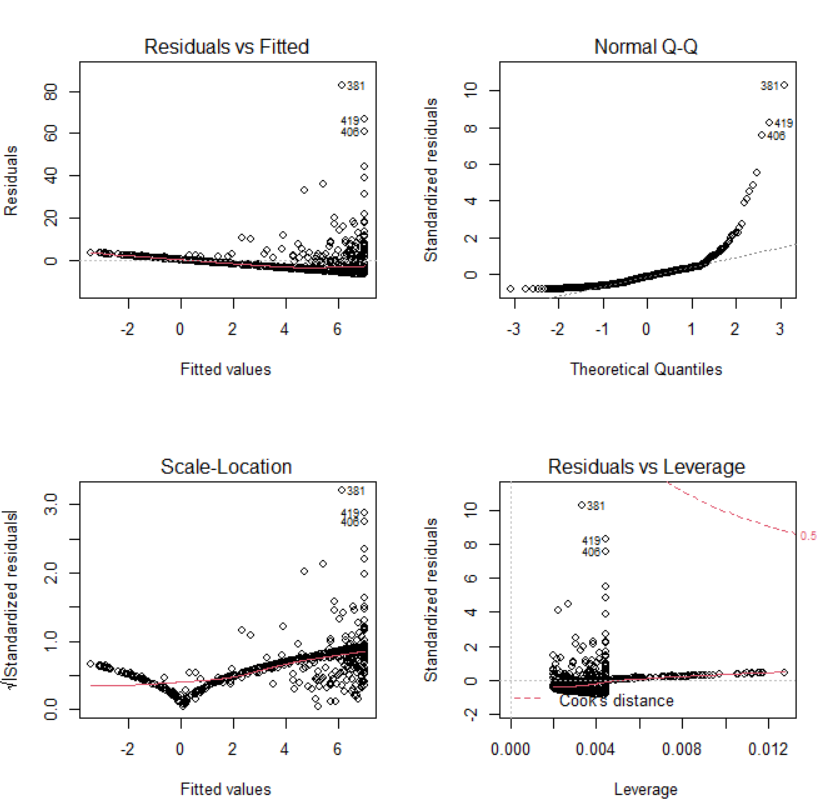 Residuals vs Fitted
Residuals
80
60
40
20
0
381
419
406
-2 0 2 4 6
Fitted values
Normal Q-Q
Standardized residuals
10
8
6
4
2
0
381
419
406
-3 -2 -1 0 1 2 3
Theoretical Quantiles
Scale-Location
√|Standardized residuals|
3.0
2.0
1.0
0.0
381
419
406
-2 0 2 4 6
Fitted values
Residuals vs Leverage
Standardized residuals
10
8
6
4
2
0
-2
381
419
406
0.5
Cook's distance
0.000 0.004 0.008 0.012
Leverage